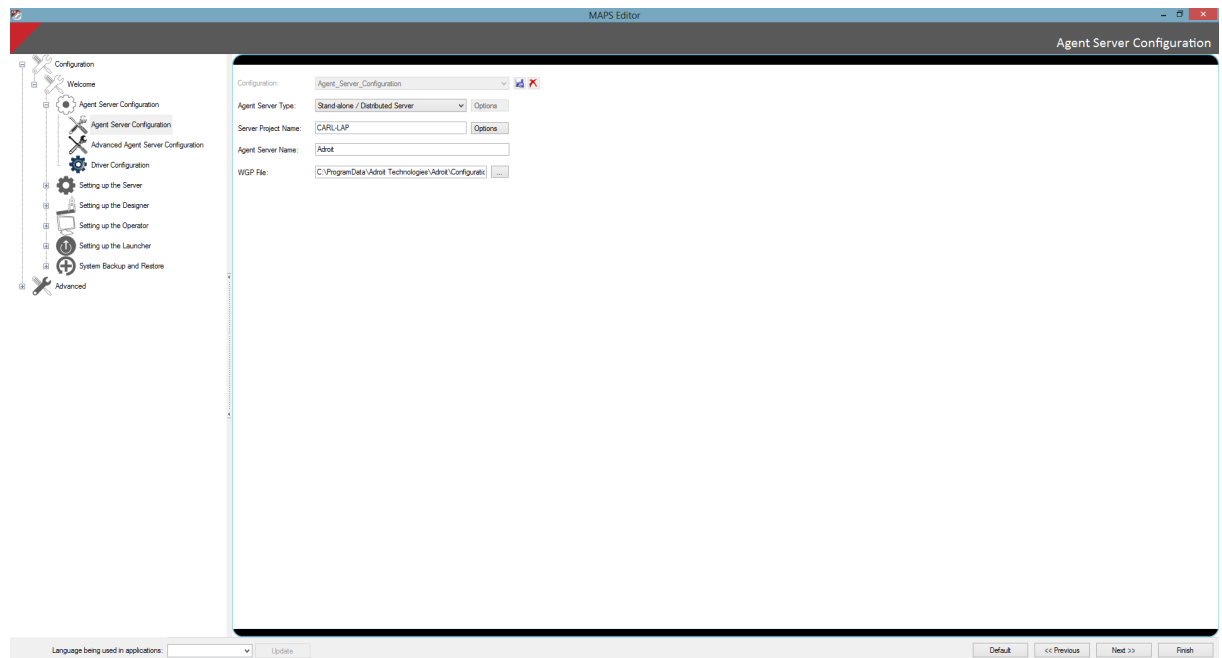 MAPS Editor
Agent Server Configuration
Configuration
Welcome
Agent Server Configuration
Agent Server Configuration
Advanced Agent Server Configuration
Driver Configuration
Setting up the Server
Setting up the Designer
Setting up the Operator
Setting up the Launcher
System Backup and Restore
Advanced
Configuration: Agent_Server_Configuration
Agent Server Type: Stand-alone / Distributed Server Options
Server Project Name: CARL-LAP Options
Agent Server Name: Adroit
WGP File: C:\ProgramData\Adroit Technologies\Adroit\Configuratic ...
Language being used in applications: Update
Default << Previous Next >> Finish